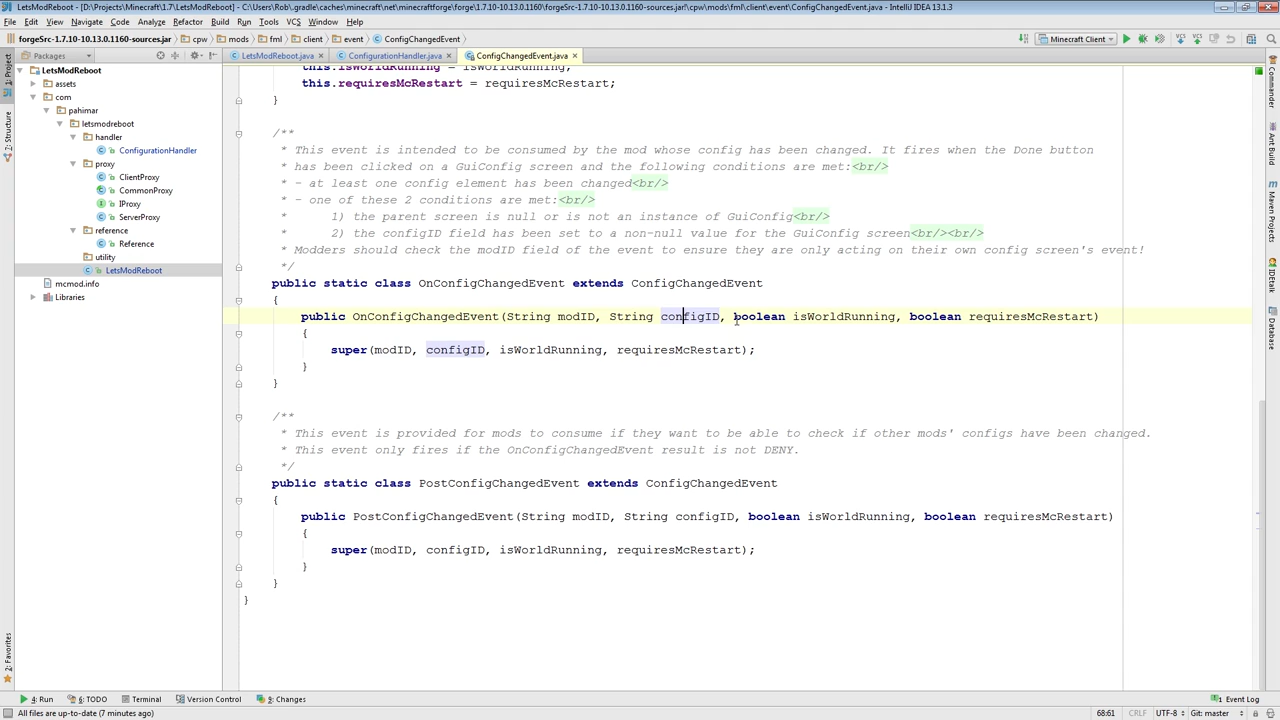 LetsModReboot - [D:\Projects\Minecraft\1.7\LetsModReboot] - [C:\Users\Rob\.gradle\caches\minecraft\net\minecraftforge\forge\1.7.10-10.13.0.1160\forgeSrc-1.7.10-10.13.0.1160-sources.jar!\cpw\mods\fml\client\event\ConfigChangedEvent.java] - IntelliJ IDEA 13.1.3
File Edit View Navigate Code Analyze Refactor Build Run Tools VCS Window Help
forgeSrc-1.7.10-10.13.0.1160-sources.jar cpw mods fml client event ConfigChangedEvent Minecraft Client
Packages LetsModReboot.java ConfigurationHandler.java ConfigChangedEvent.java
LetsModReboot
assets
com
pahimar
letsmodreboot
handler
ConfigurationHandler
proxy
ClientProxy
CommonProxy
IProxy
ServerProxy
reference
Reference
utility
LetsModReboot
mcmod.info
Libraries
1: Project
7: Structure
2: Favorites
this.isWorldRunning = isWorldRunning;
this.requiresMcRestart = requiresMcRestart;
}
/**
* This event is intended to be consumed by the mod whose config has been changed. It fires when the Done button
* has been clicked on a GuiConfig screen and the following conditions are met:<br/>
* - at least one config element has been changed<br/>
* - one of these 2 conditions are met:<br/>
*      1) the parent screen is null or is not an instance of GuiConfig<br/>
*      2) the configID field has been set to a non-null value for the GuiConfig screen<br/><br/>
* Modders should check the modID field of the event to ensure they are only acting on their own config screen's event!
*/
public static class OnConfigChangedEvent extends ConfigChangedEvent
{
public OnConfigChangedEvent(String modID, String configID, boolean isWorldRunning, boolean requiresMcRestart)
{
super(modID, configID, isWorldRunning, requiresMcRestart);
}
}
/**
* This event is provided for mods to consume if they want to be able to check if other mods' configs have been changed.
* This event only fires if the OnConfigChangedEvent result is not DENY.
*/
public static class PostConfigChangedEvent extends ConfigChangedEvent
{
public PostConfigChangedEvent(String modID, String configID, boolean isWorldRunning, boolean requiresMcRestart)
{
super(modID, configID, isWorldRunning, requiresMcRestart);
}
}
}
Commander
Ant Build
Maven Projects
IDEtalk
Database
4: Run 6: TODO Terminal Version Control 9: Changes Event Log
All files are up-to-date (7 minutes ago) 68:61 CRLF UTF-8 Git: master